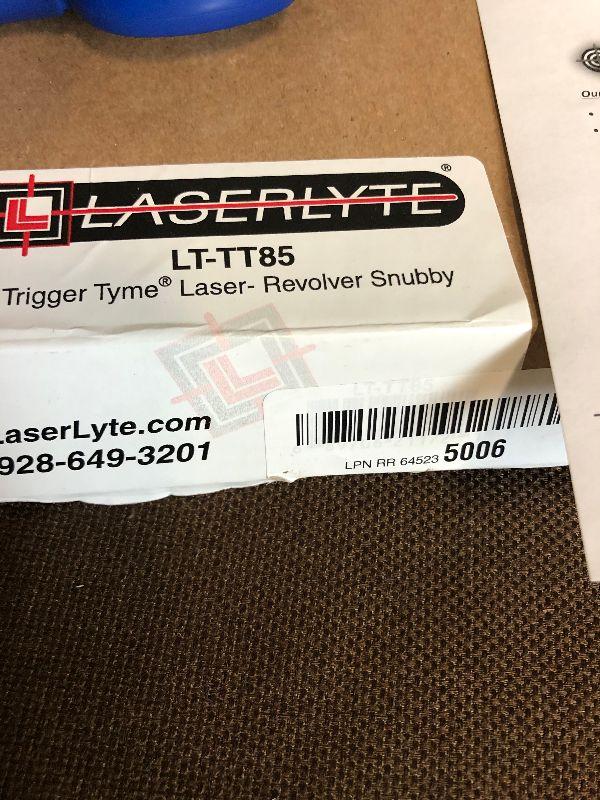 LASERLYTE®
LT-TT85
Trigger Tyme® Laser- Revolver Snubby
LaserLyte.com
928-649-3201
LT-TT85
LPN RR 64523 5006
Our